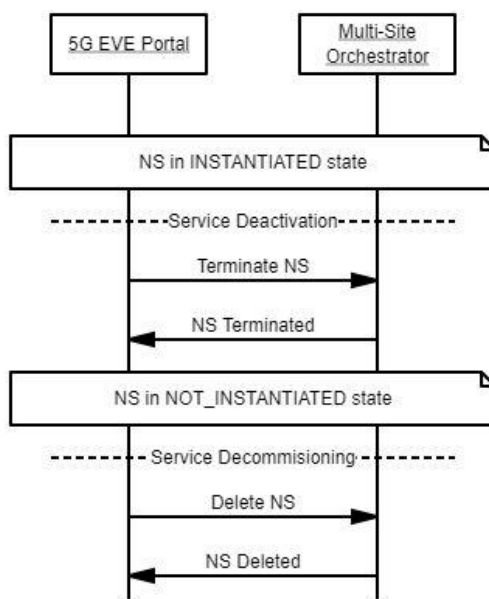 5G EVE Portal
Multi-Site
Orchestrator
NS in INSTANTIATED state
Service Deactivation
Terminate NS
NS Terminated
NS in NOT_INSTANTIATED state
Service Decommisioning
Delete NS
NS Deleted